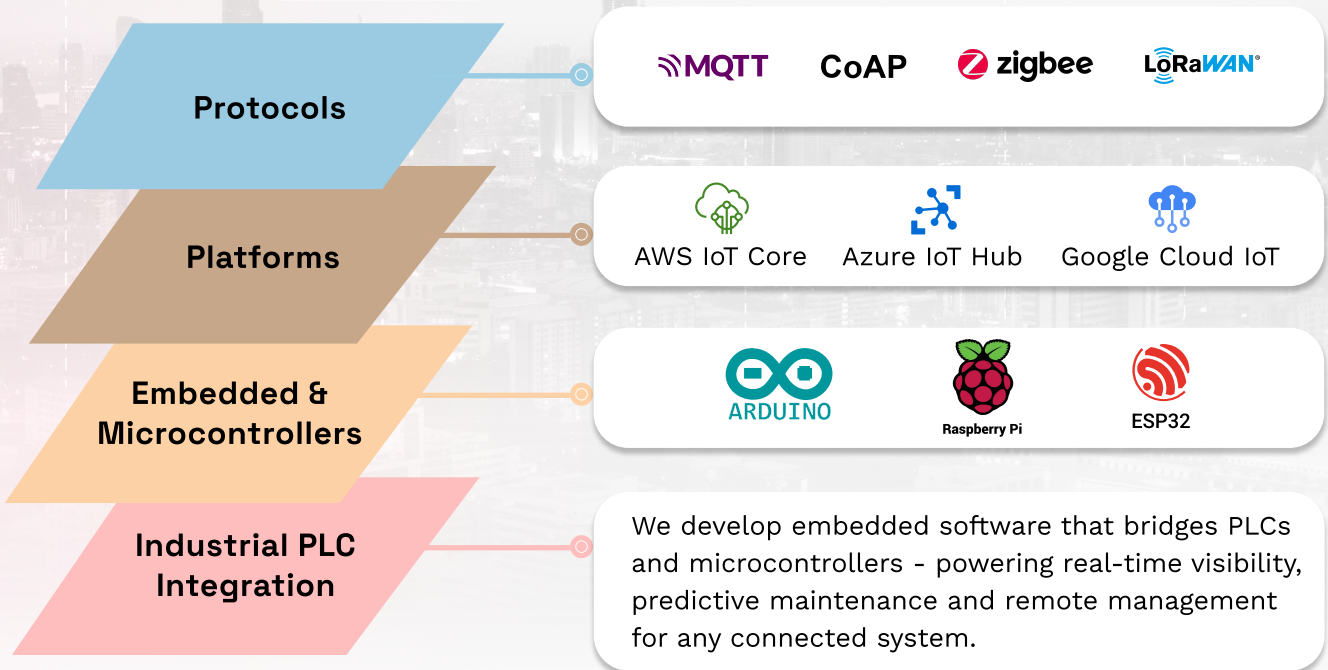 Protocols
MQTT
CoAP
zigbee
LoRaWAN®
Platforms
AWS IoT Core
Azure IoT Hub
Google Cloud IoT
Embedded &
Microcontrollers
ARDUINO
Raspberry Pi
ESP32
Industrial PLC
Integration
We develop embedded software that bridges PLCs
and microcontrollers - powering real-time visibility,
predictive maintenance and remote management
for any connected system.